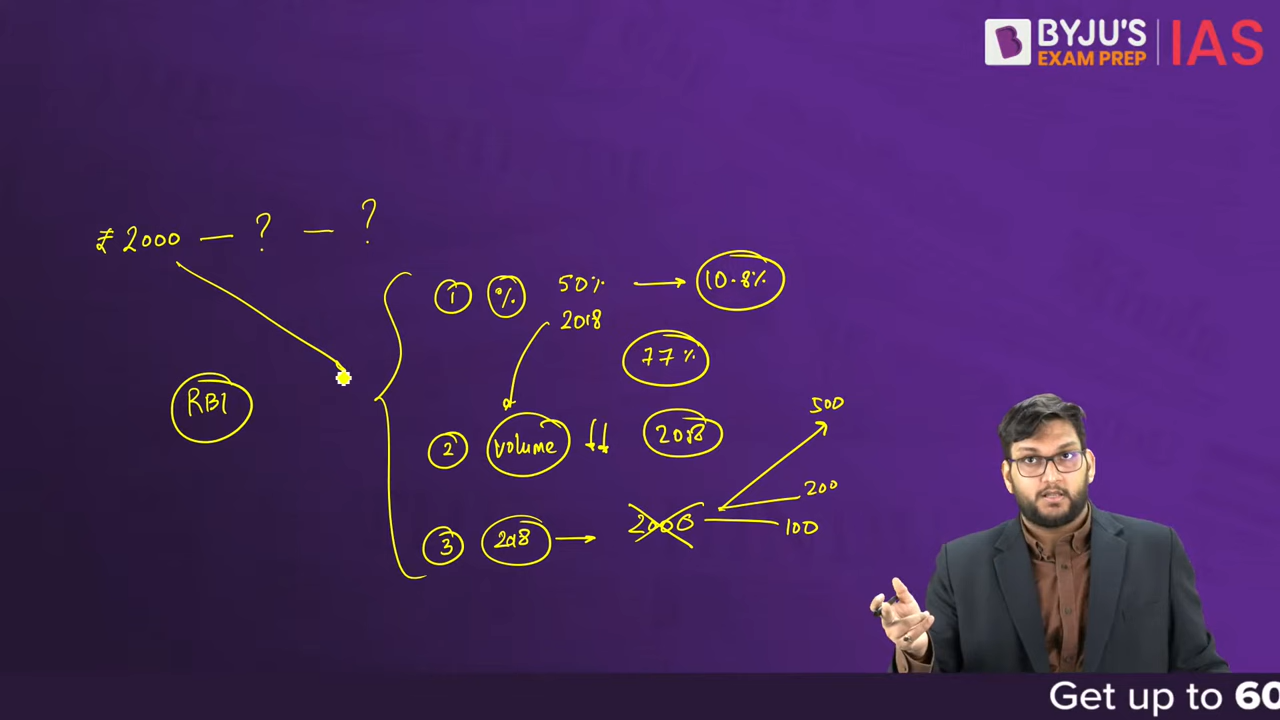 BYJU'S
EXAM PREP
IAS
₹ 2000 — ? — ?
① % 50% → 10.8%
2018
77%
RBI
② volume ↓↓ 2018
③ 2018 → 2000
500
200
100
Get up to 60